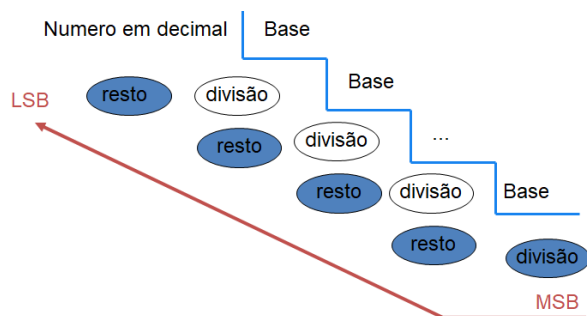 Numero em decimal Base
Base
LSB resto divisão
resto divisão ...
resto divisão Base
resto divisão
MSB